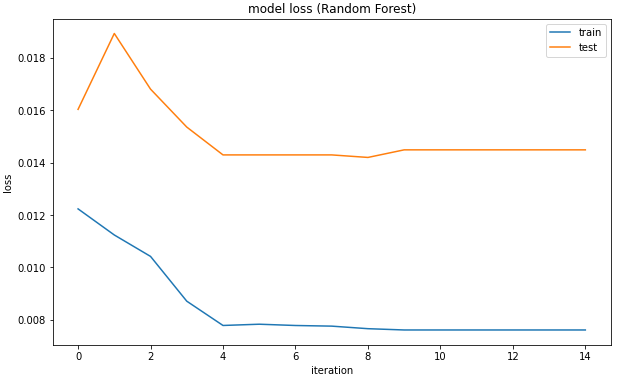 model loss (Random Forest)
train
test
loss
0.018
0.016
0.014
0.012
0.010
0.008
0 2 4 6 8 10 12 14
iteration